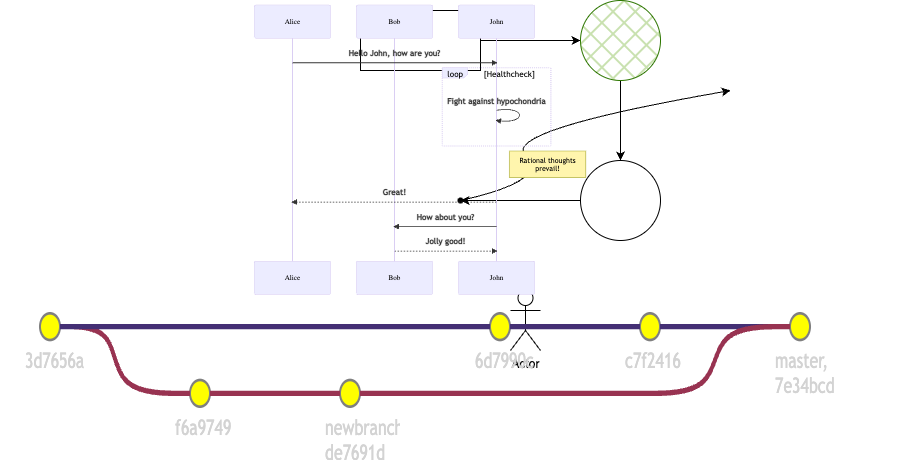 Alice
Bob
John
Hello John, how are you?
loop
[Healthcheck]
Fight against hypochondria
Rational thoughts
prevail!
Great!
How about you?
Jolly good!
Alice
Bob
John
3d7656a
6d7990c
Actor
c7f2416
master,
7e34bcd
f6a9749
newbranch
de7691d